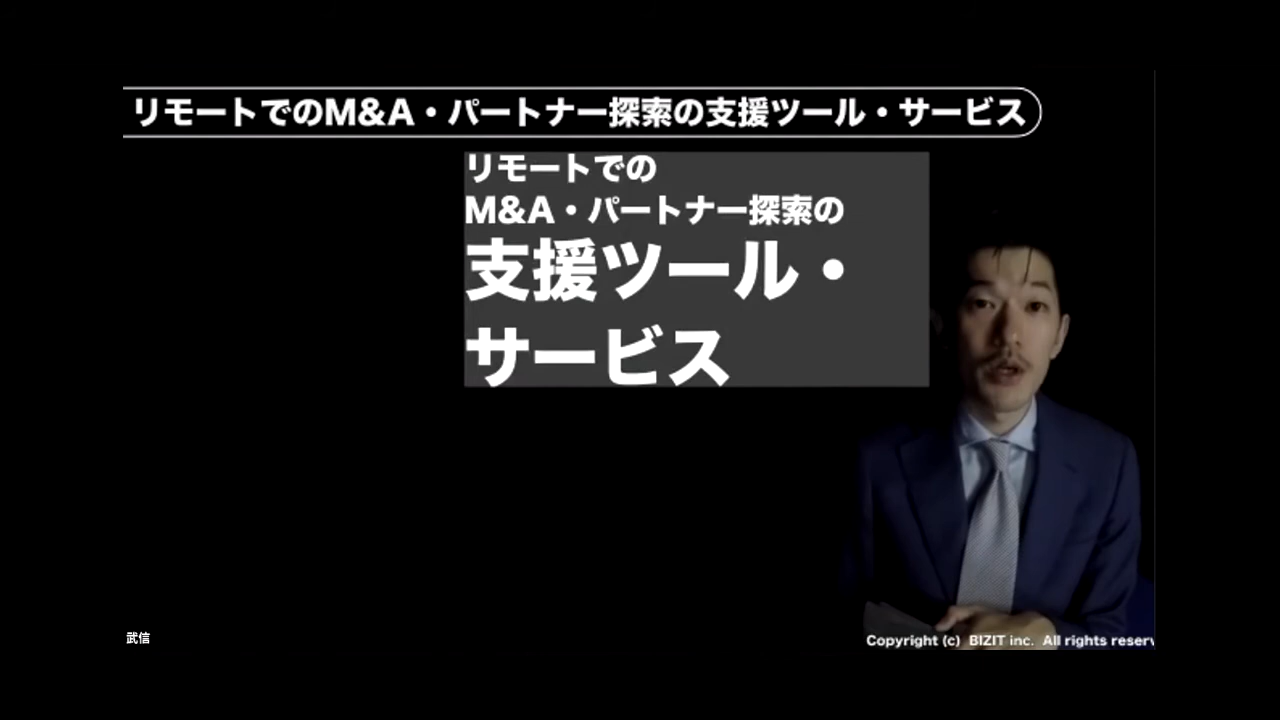 リモートでのM&A・パートナー探索の支援ツール・サービス
リモートでの
M&A・パートナー探索の
支援ツール・
サービス
武信
Copyright (c) BIZIT inc. All rights reserv